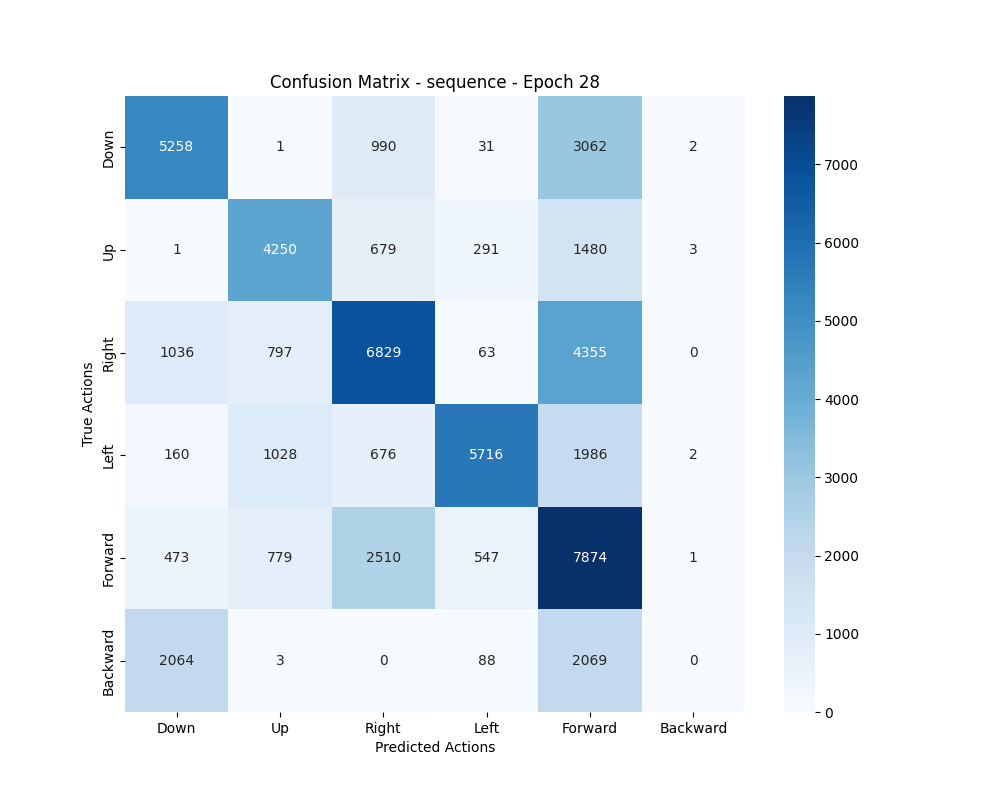 Confusion Matrix - sequence - Epoch 28
True Actions
Down 5258 1 990 31 3062 2
Up 1 4250 679 291 1480 3
Right 1036 797 6829 63 4355 0
Left 160 1028 676 5716 1986 2
Forward 473 779 2510 547 7874 1
Backward 2064 3 0 88 2069 0
Down Up Right Left Forward Backward
Predicted Actions
7000
6000
5000
4000
3000
2000
1000
0